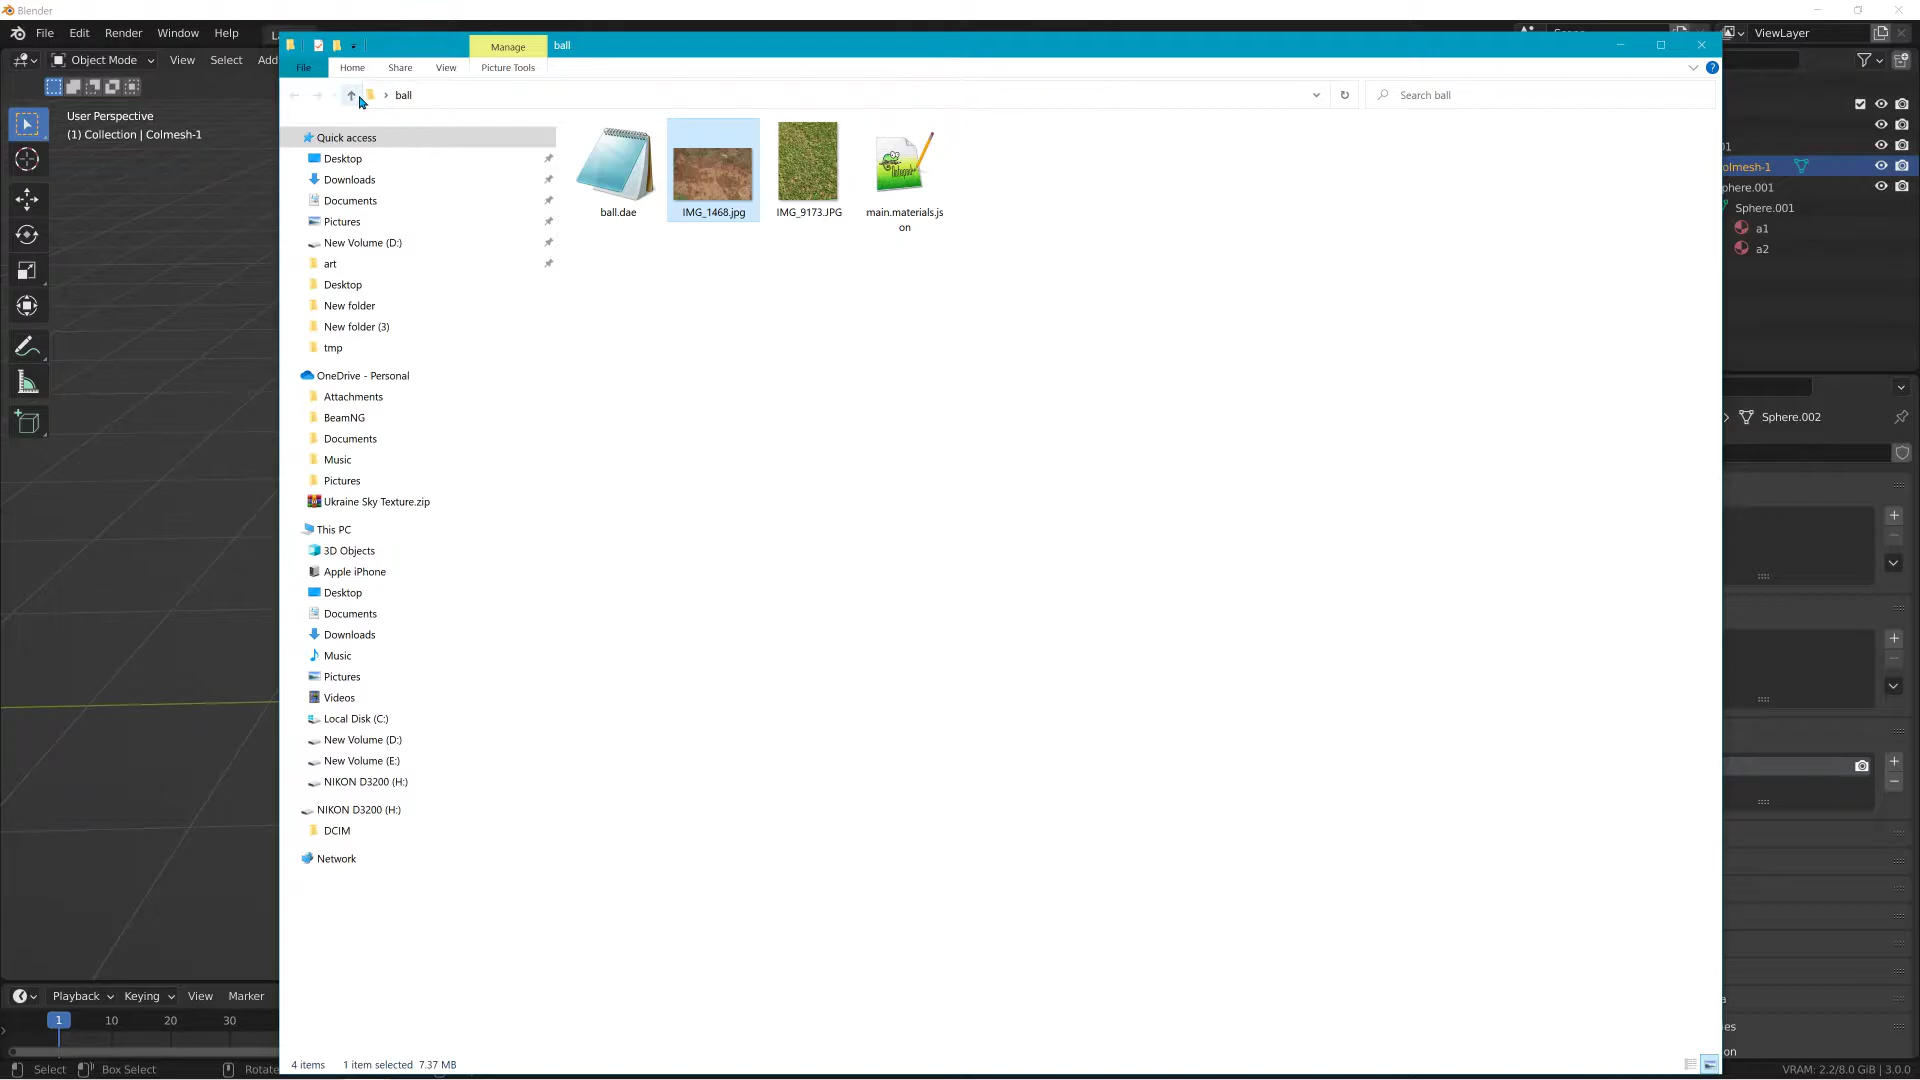 Blender
File Edit Render Window Help
ViewLayer
Object Mode View Select Add
User Perspective
(1) Collection | Colmesh-1
Manage ball
File Home Share View Picture Tools
ball
Search ball
Quick access
Desktop
Downloads
Documents
Pictures
New Volume (D:)
art
Desktop
New folder
New folder (3)
tmp
OneDrive - Personal
Attachments
BeamNG
Documents
Music
Pictures
Ukraine Sky Texture.zip
This PC
3D Objects
Apple iPhone
Desktop
Documents
Downloads
Music
Pictures
Videos
Local Disk (C:)
New Volume (D:)
New Volume (E:)
NIKON D3200 (H:)
NIKON D3200 (H:)
DCIM
Network
ball.dae
IMG_1468.jpg
IMG_9173.JPG
main.materials.js
on
Notepad++
olmesh-1
phere.001
Sphere.001
a1
a2
Sphere.002
es
on
Playback Keying View Marker
1 10 20 30
4 items 1 item selected 7.37 MB
Select Box Select Rotate
VRAM: 2.2/8.0 GiB | 3.0.0